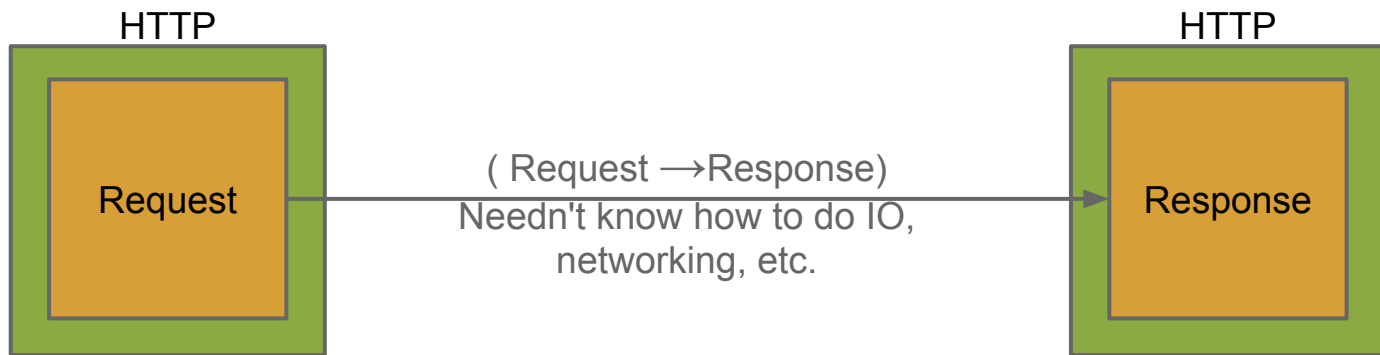 HTTP
HTTP
Request
( Request →Response)
Needn't know how to do IO,
networking, etc.
Response